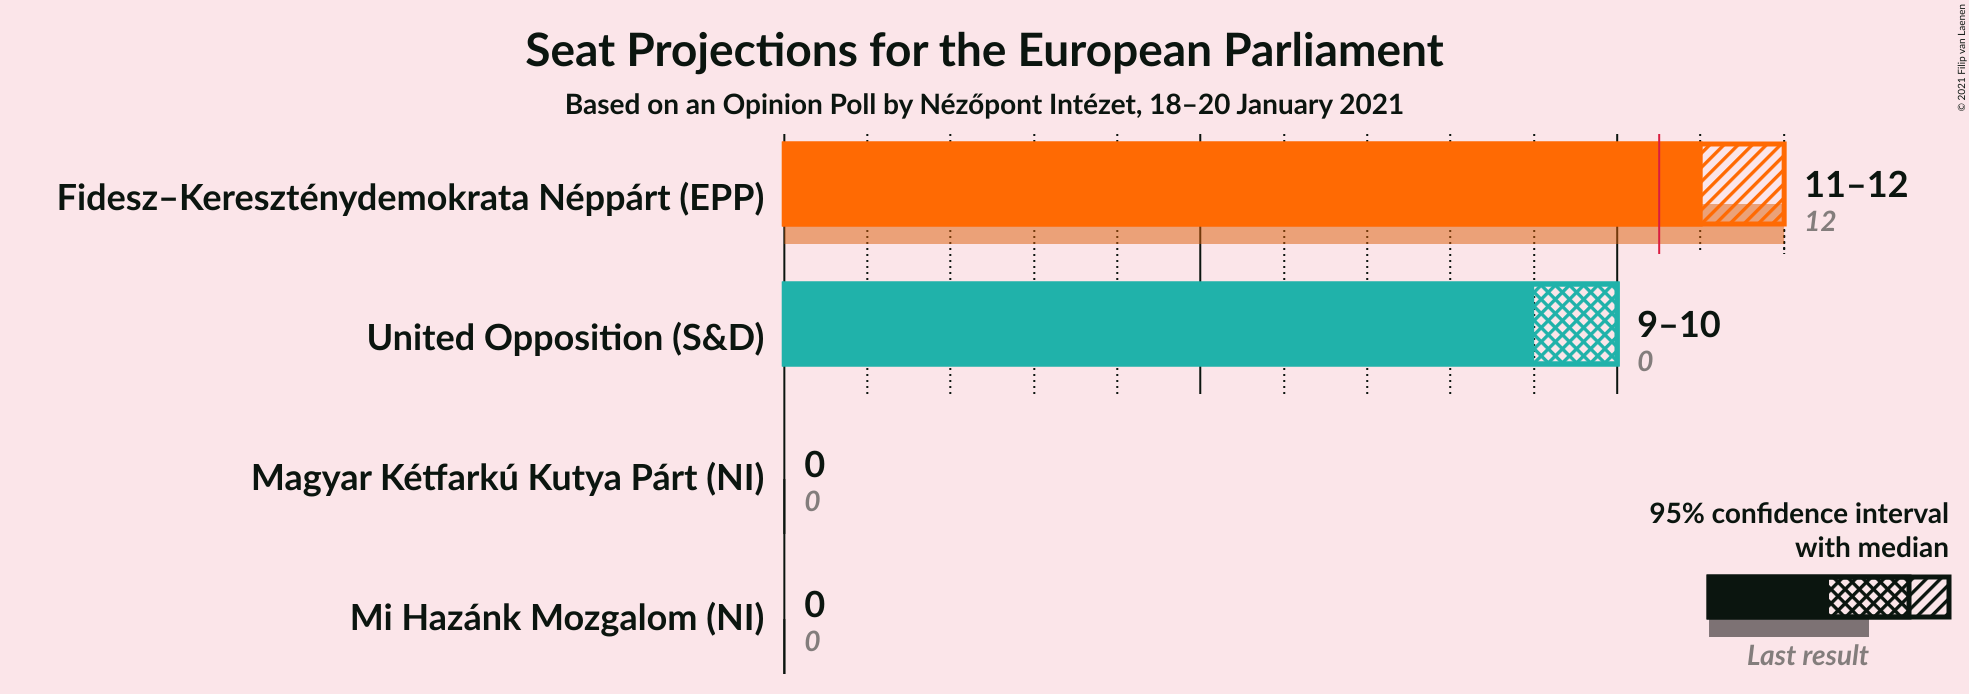 Seat Projections for the European Parliament
Based on an Opinion Poll by Nézőpont Intézet, 18–20 January 2021
© 2021 Filip van Laenen
Fidesz–Kereszténydemokrata Néppárt (EPP)
11–12
12
United Opposition (S&D)
9–10
0
Magyar Kétfarkú Kutya Párt (NI)
0
0
Mi Hazánk Mozgalom (NI)
0
0
95% confidence interval
with median
Last result